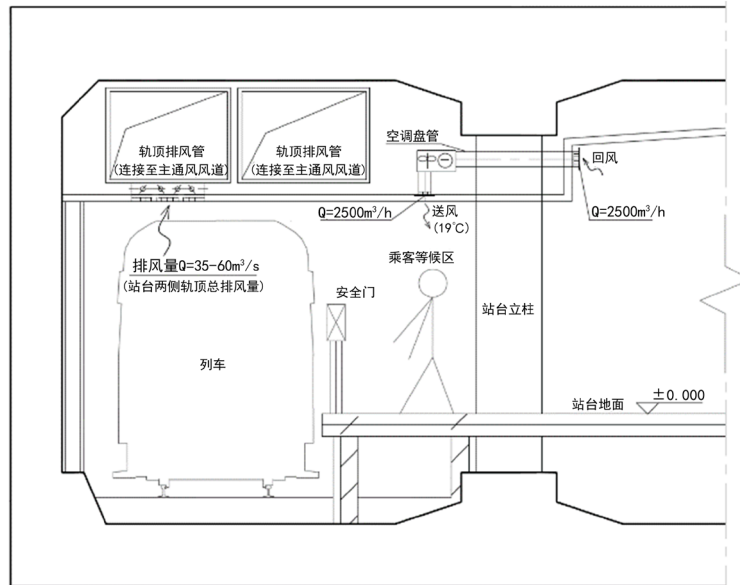 空调盘管
轨顶排风管
(连接至主通风风道)
轨顶排风管
(连接至主通风风道)
回风
Q=2500m³/h
送风
(19℃)
Q=2500m³/h
排风量Q=35-60m³/s
(站台两侧轨顶总排风量)
乘客等候区
安全门
站台立柱
列车
站台地面
±0.000